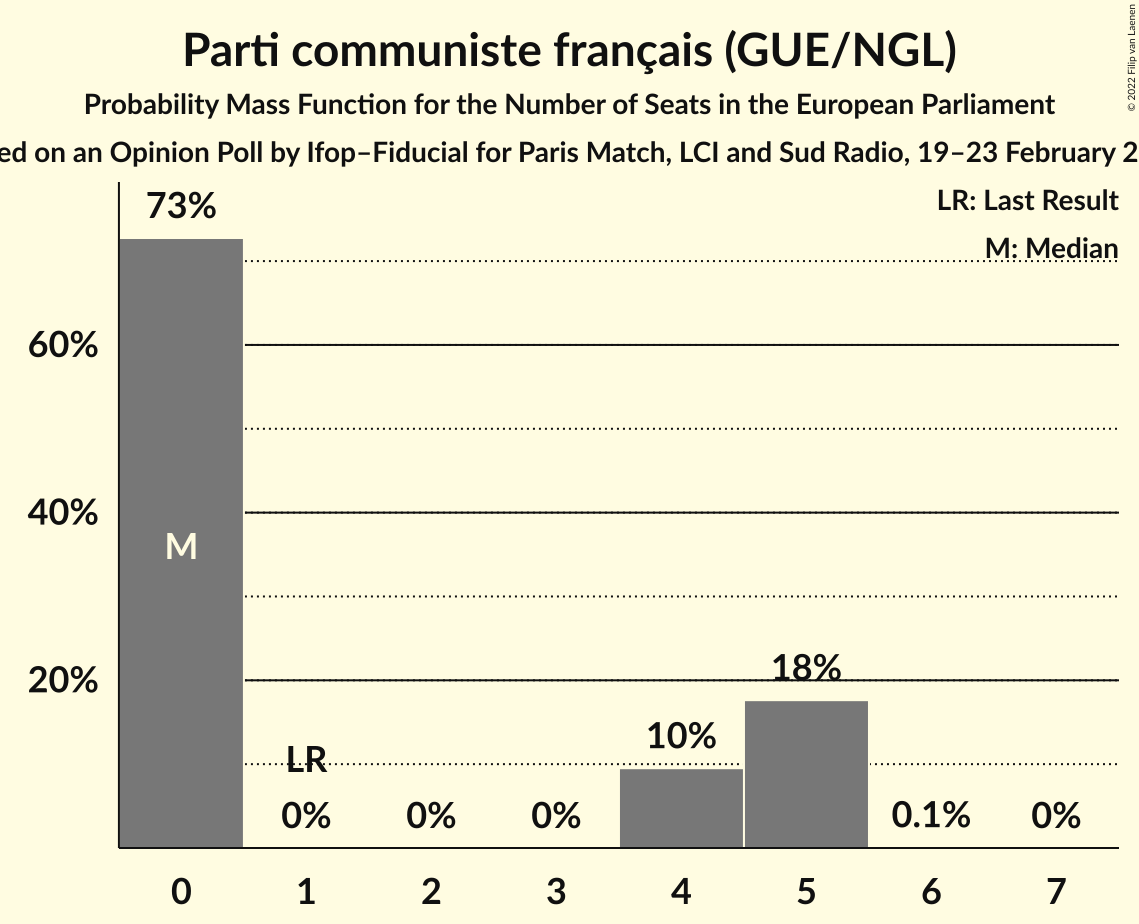 Parti communiste français (GUE/NGL)
Probability Mass Function for the Number of Seats in the European Parliament
ed on an Opinion Poll by Ifop–Fiducial for Paris Match, LCI and Sud Radio, 19–23 February 2
© 2022 Filip van Laenen
LR: Last Result
M: Median
73%
60%
40%
M
20%
18%
10%
LR
0% 0% 0% 0.1% 0%
0 1 2 3 4 5 6 7